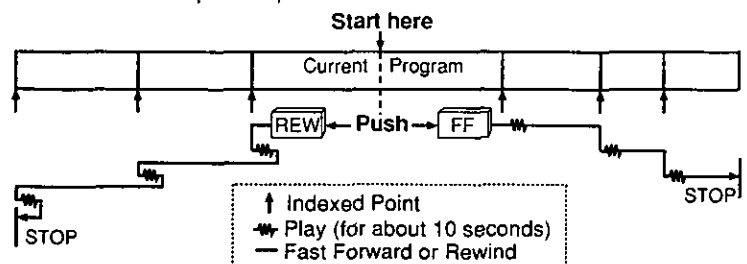 Start here
Current Program
REW Push FF
STOP
STOP
Indexed Point
Play (for about 10 seconds)
Fast Forward or Rewind